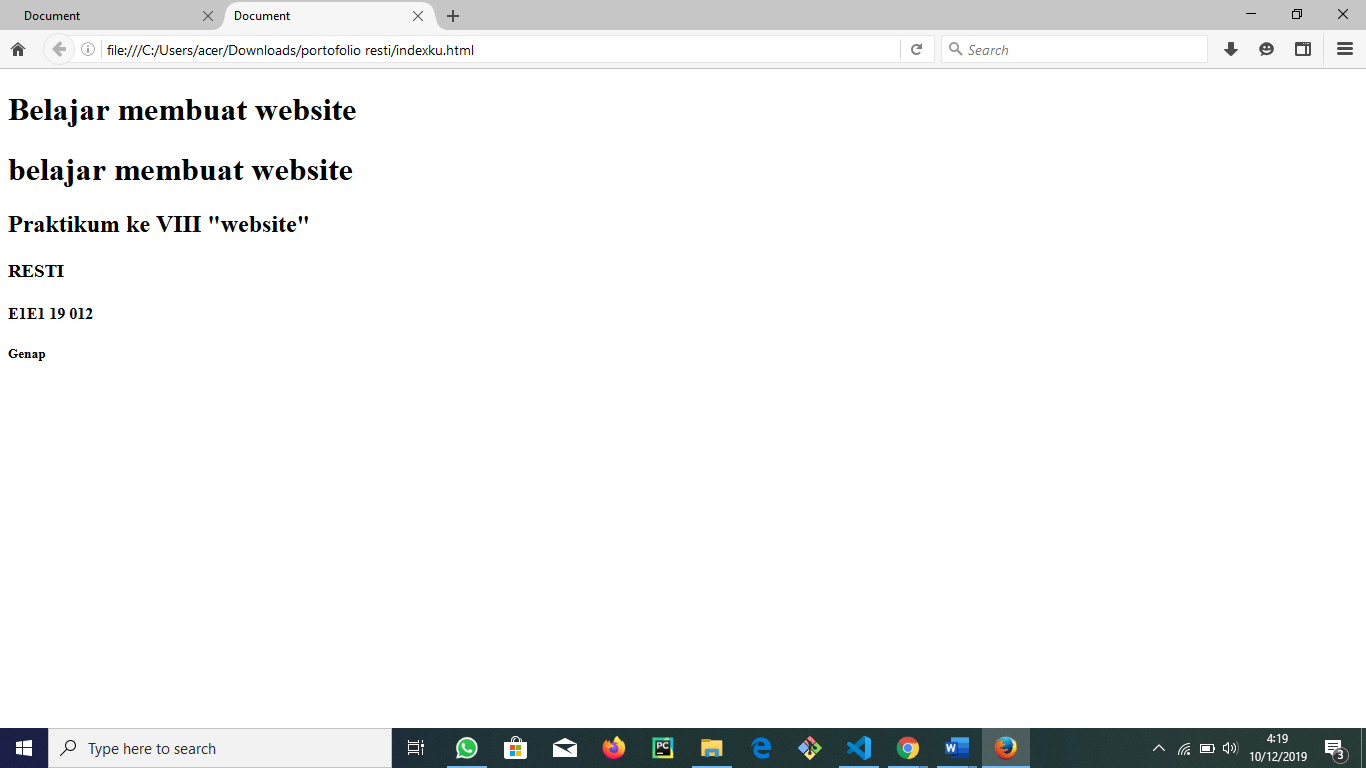 Document
Document
file:///C:/Users/acer/Downloads/portofolio resti/indexku.html
Search
Belajar membuat website
belajar membuat website
Praktikum ke VIII "website"
RESTI
E1E1 19 012
Genap
Type here to search
PC
W
4:19
10/12/2019
3